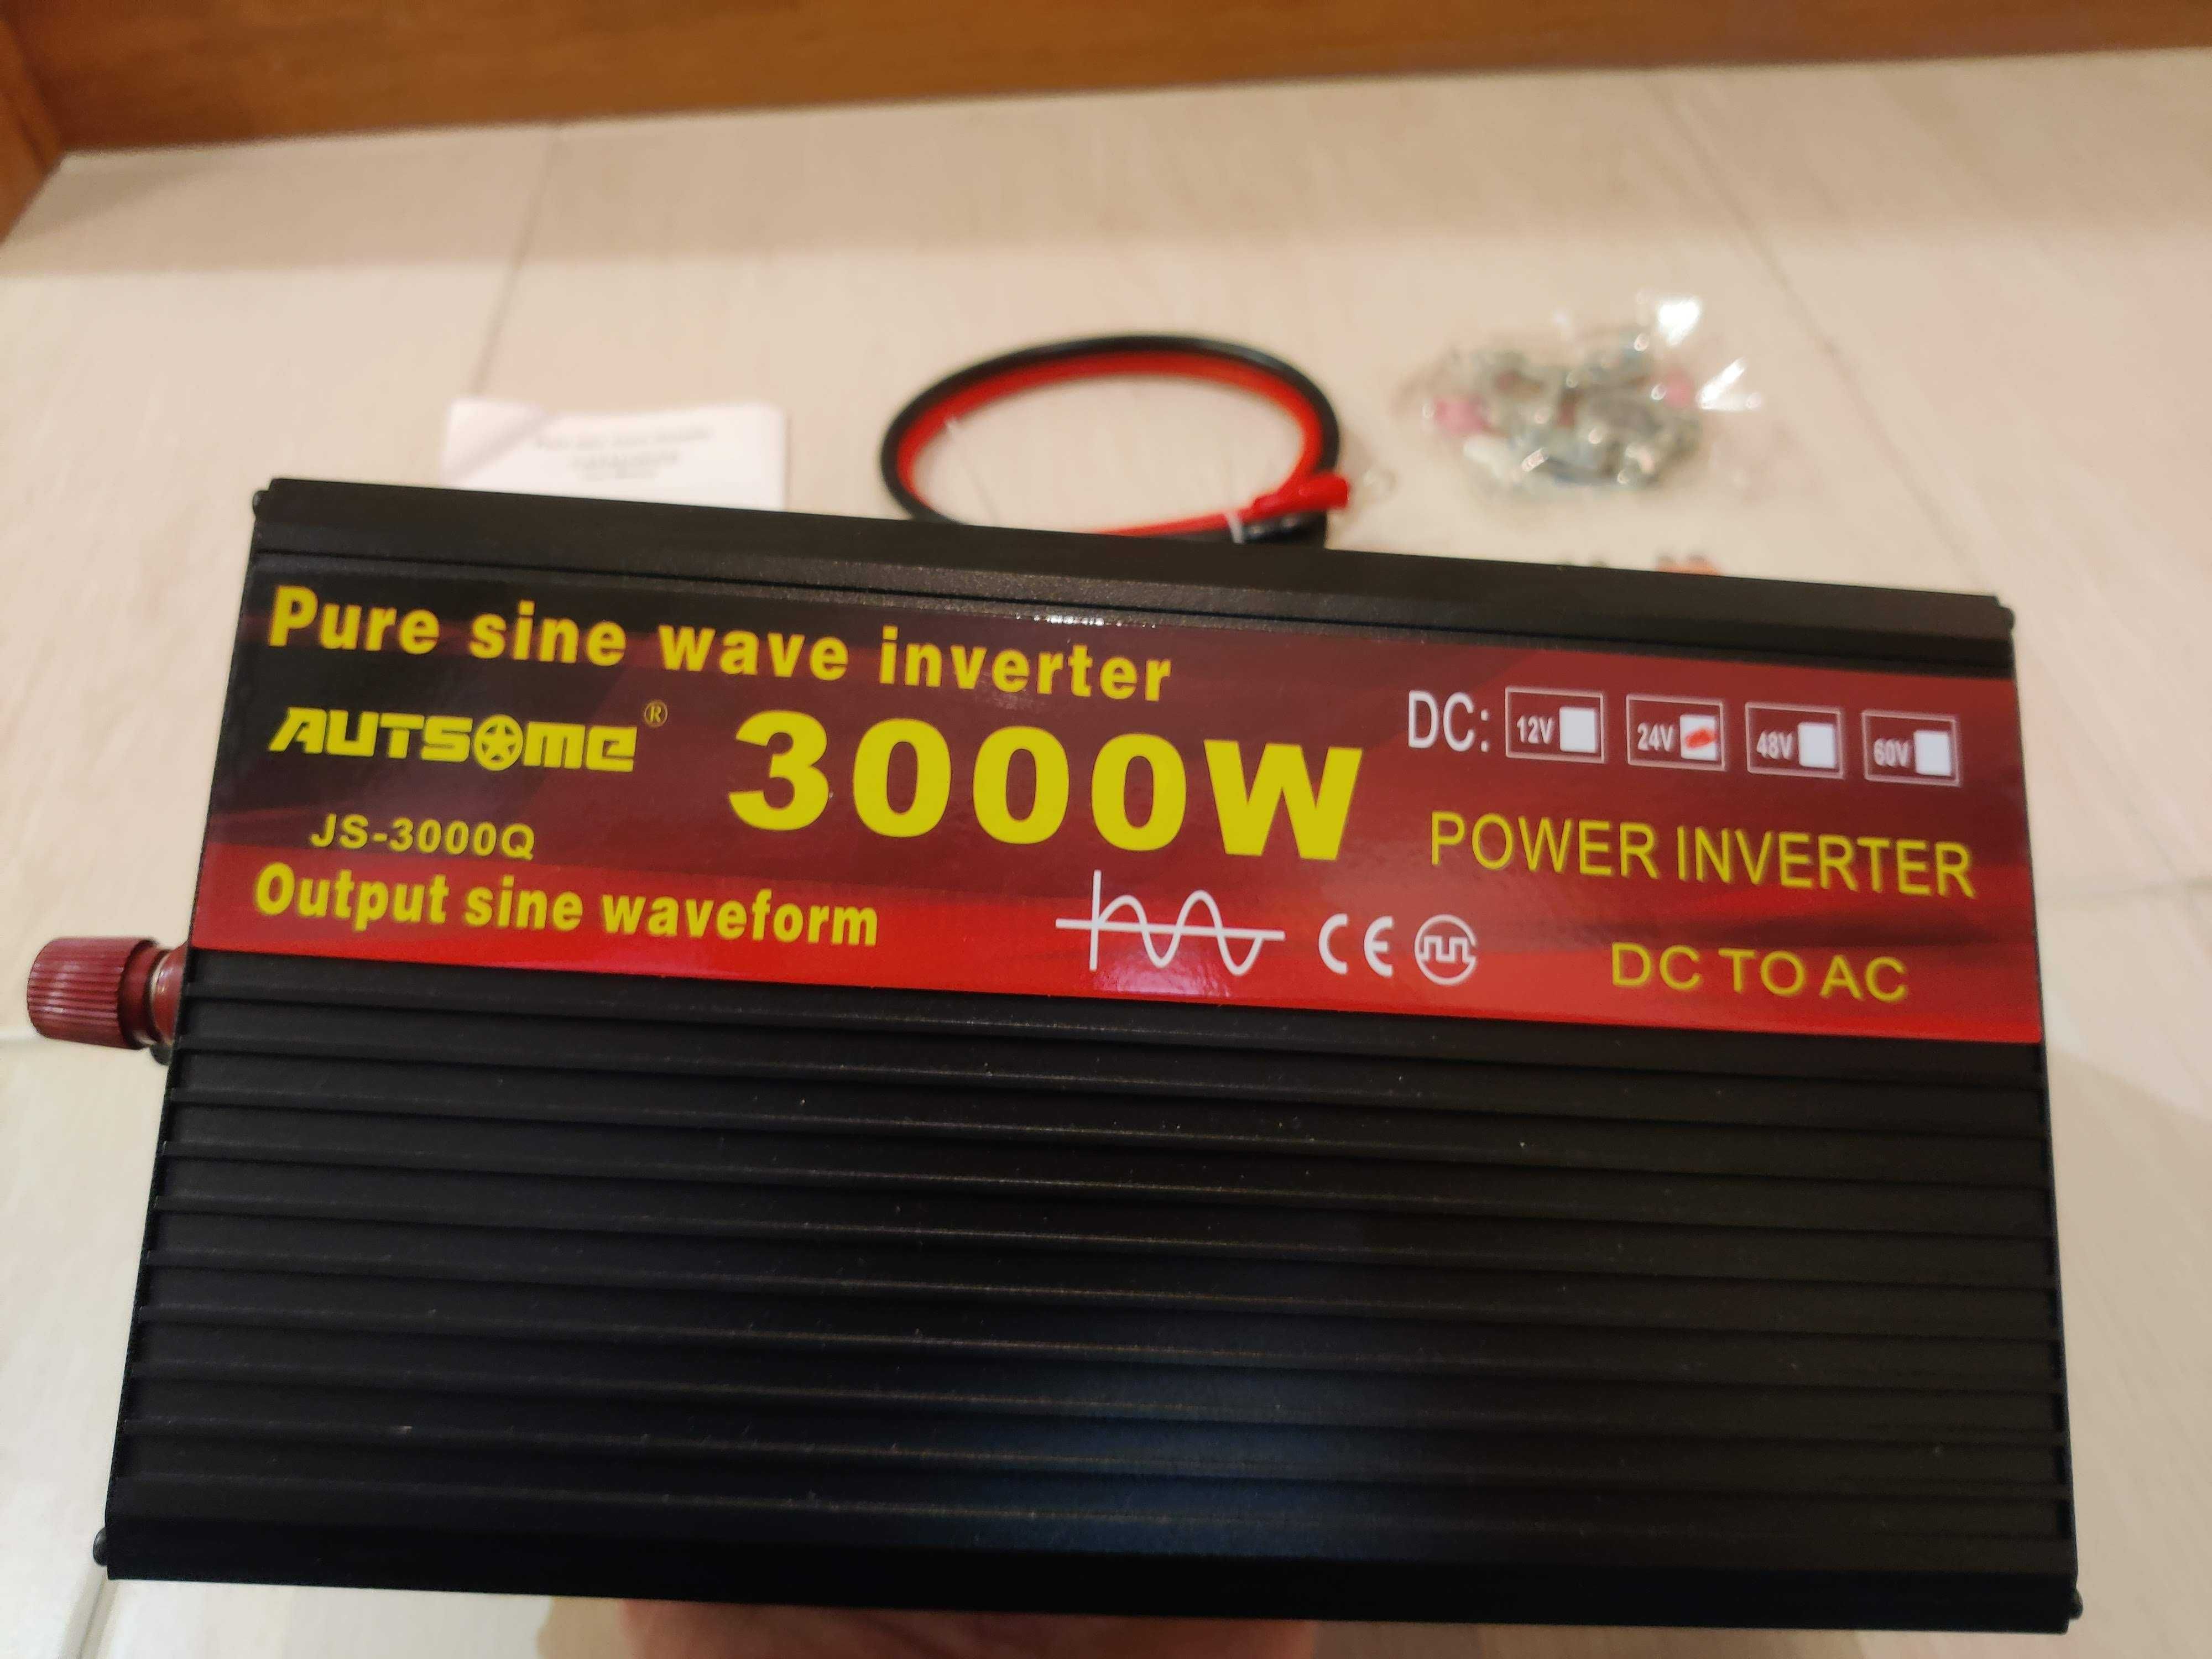 Pure sine wave inverter
AUTSOME®
3000W
JS-3000Q
Output sine waveform
CE
DC: 12V 24V 48V 60V
POWER INVERTER
DC TO AC